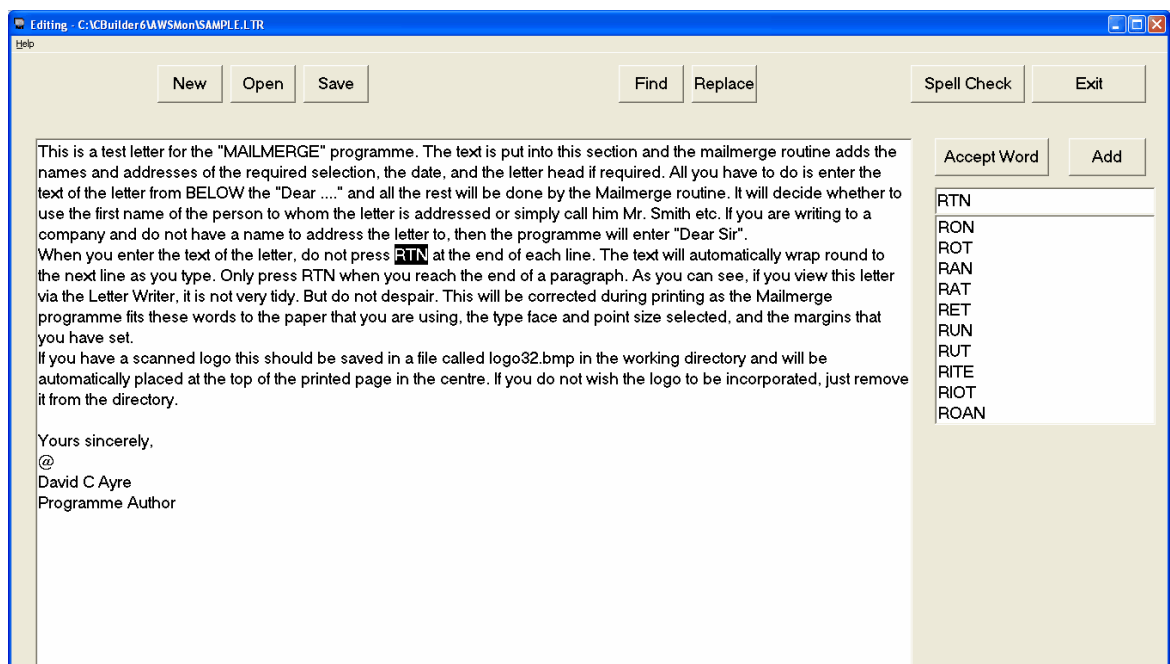 Editing - C:\CBuilder6\AWSMon\SAMPLE.LTR
Help
New Open Save Find Replace Spell Check Exit
This is a test letter for the "MAILMERGE" programme. The text is put into this section and the mailmerge routine adds the
names and addresses of the required selection, the date, and the letter head if required. All you have to do is enter the
text of the letter from BELOW the "Dear ...." and all the rest will be done by the Mailmerge routine. It will decide whether to
use the first name of the person to whom the letter is addressed or simply call him Mr. Smith etc. If you are writing to a
company and do not have a name to address the letter to, then the programme will enter "Dear Sir".
When you enter the text of the letter, do not press RTN at the end of each line. The text will automatically wrap round to
the next line as you type. Only press RTN when you reach the end of a paragraph. As you can see, if you view this letter
via the Letter Writer, it is not very tidy. But do not despair. This will be corrected during printing as the Mailmerge
programme fits these words to the paper that you are using, the type face and point size selected, and the margins that
you have set.
If you have a scanned logo this should be saved in a file called logo32.bmp in the working directory and will be
automatically placed at the top of the printed page in the centre. If you do not wish the logo to be incorporated, just remove
it from the directory.
Yours sincerely,
@
David C Ayre
Programme Author
Accept Word Add
RTN
RON
ROT
RAN
RAT
RET
RUN
RUT
RITE
RIOT
ROAN